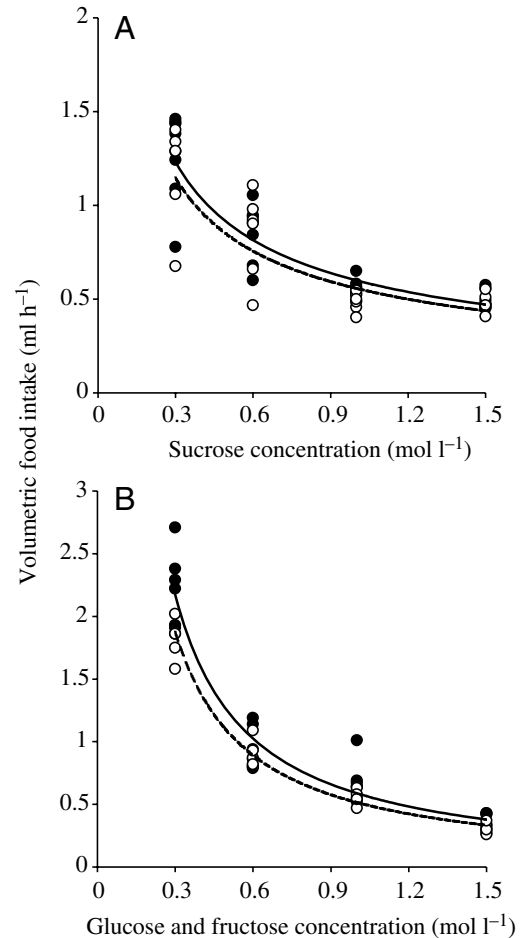 A
2
1.5
1
0.5
0
0 0.3 0.6 0.9 1.2 1.5
Sucrose concentration (mol l⁻¹)
Volumetric food intake (ml h⁻¹)
B
3
2.5
2
1.5
1
0.5
0
0 0.3 0.6 0.9 1.2 1.5
Glucose and fructose concentration (mol l⁻¹)